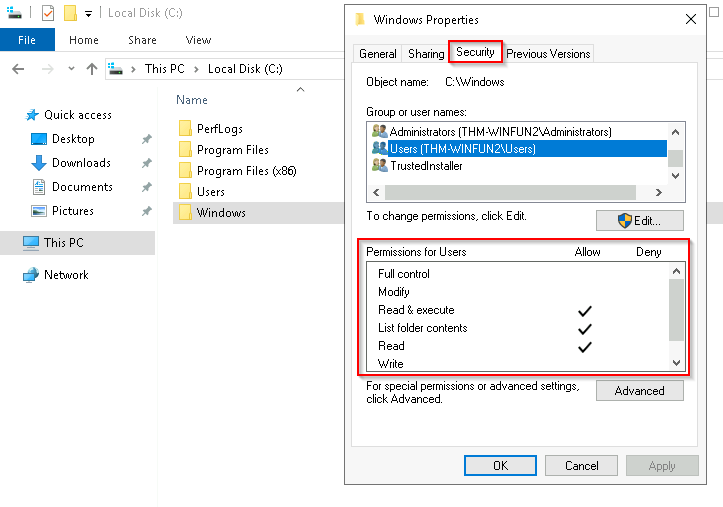 Local Disk (C:)
File Home Share View
This PC Local Disk (C:)
Name
Quick access
Desktop
Downloads
Documents
Pictures
This PC
Network
PerfLogs
Program Files
Program Files (x86)
Users
Windows
Windows Properties
General Sharing Security Previous Versions
Object name: C:\Windows
Group or user names:
Administrators (THM-WINFUN2\Administrators)
Users (THM-WINFUN2\Users)
TrustedInstaller
To change permissions, click Edit.
Edit...
Permissions for Users Allow Deny
Full control
Modify
Read & execute
List folder contents
Read
Write
For special permissions or advanced settings,
click Advanced.
Advanced
OK Cancel Apply